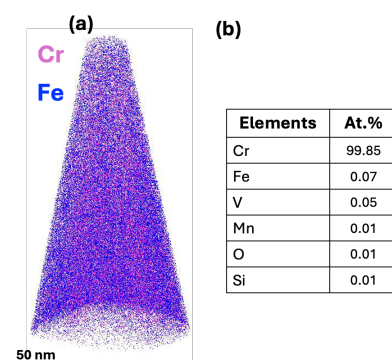 (a)
Cr
Fe
50 nm
(b)
Elements At.%
Cr 99.85
Fe 0.07
V 0.05
Mn 0.01
O 0.01
Si 0.01